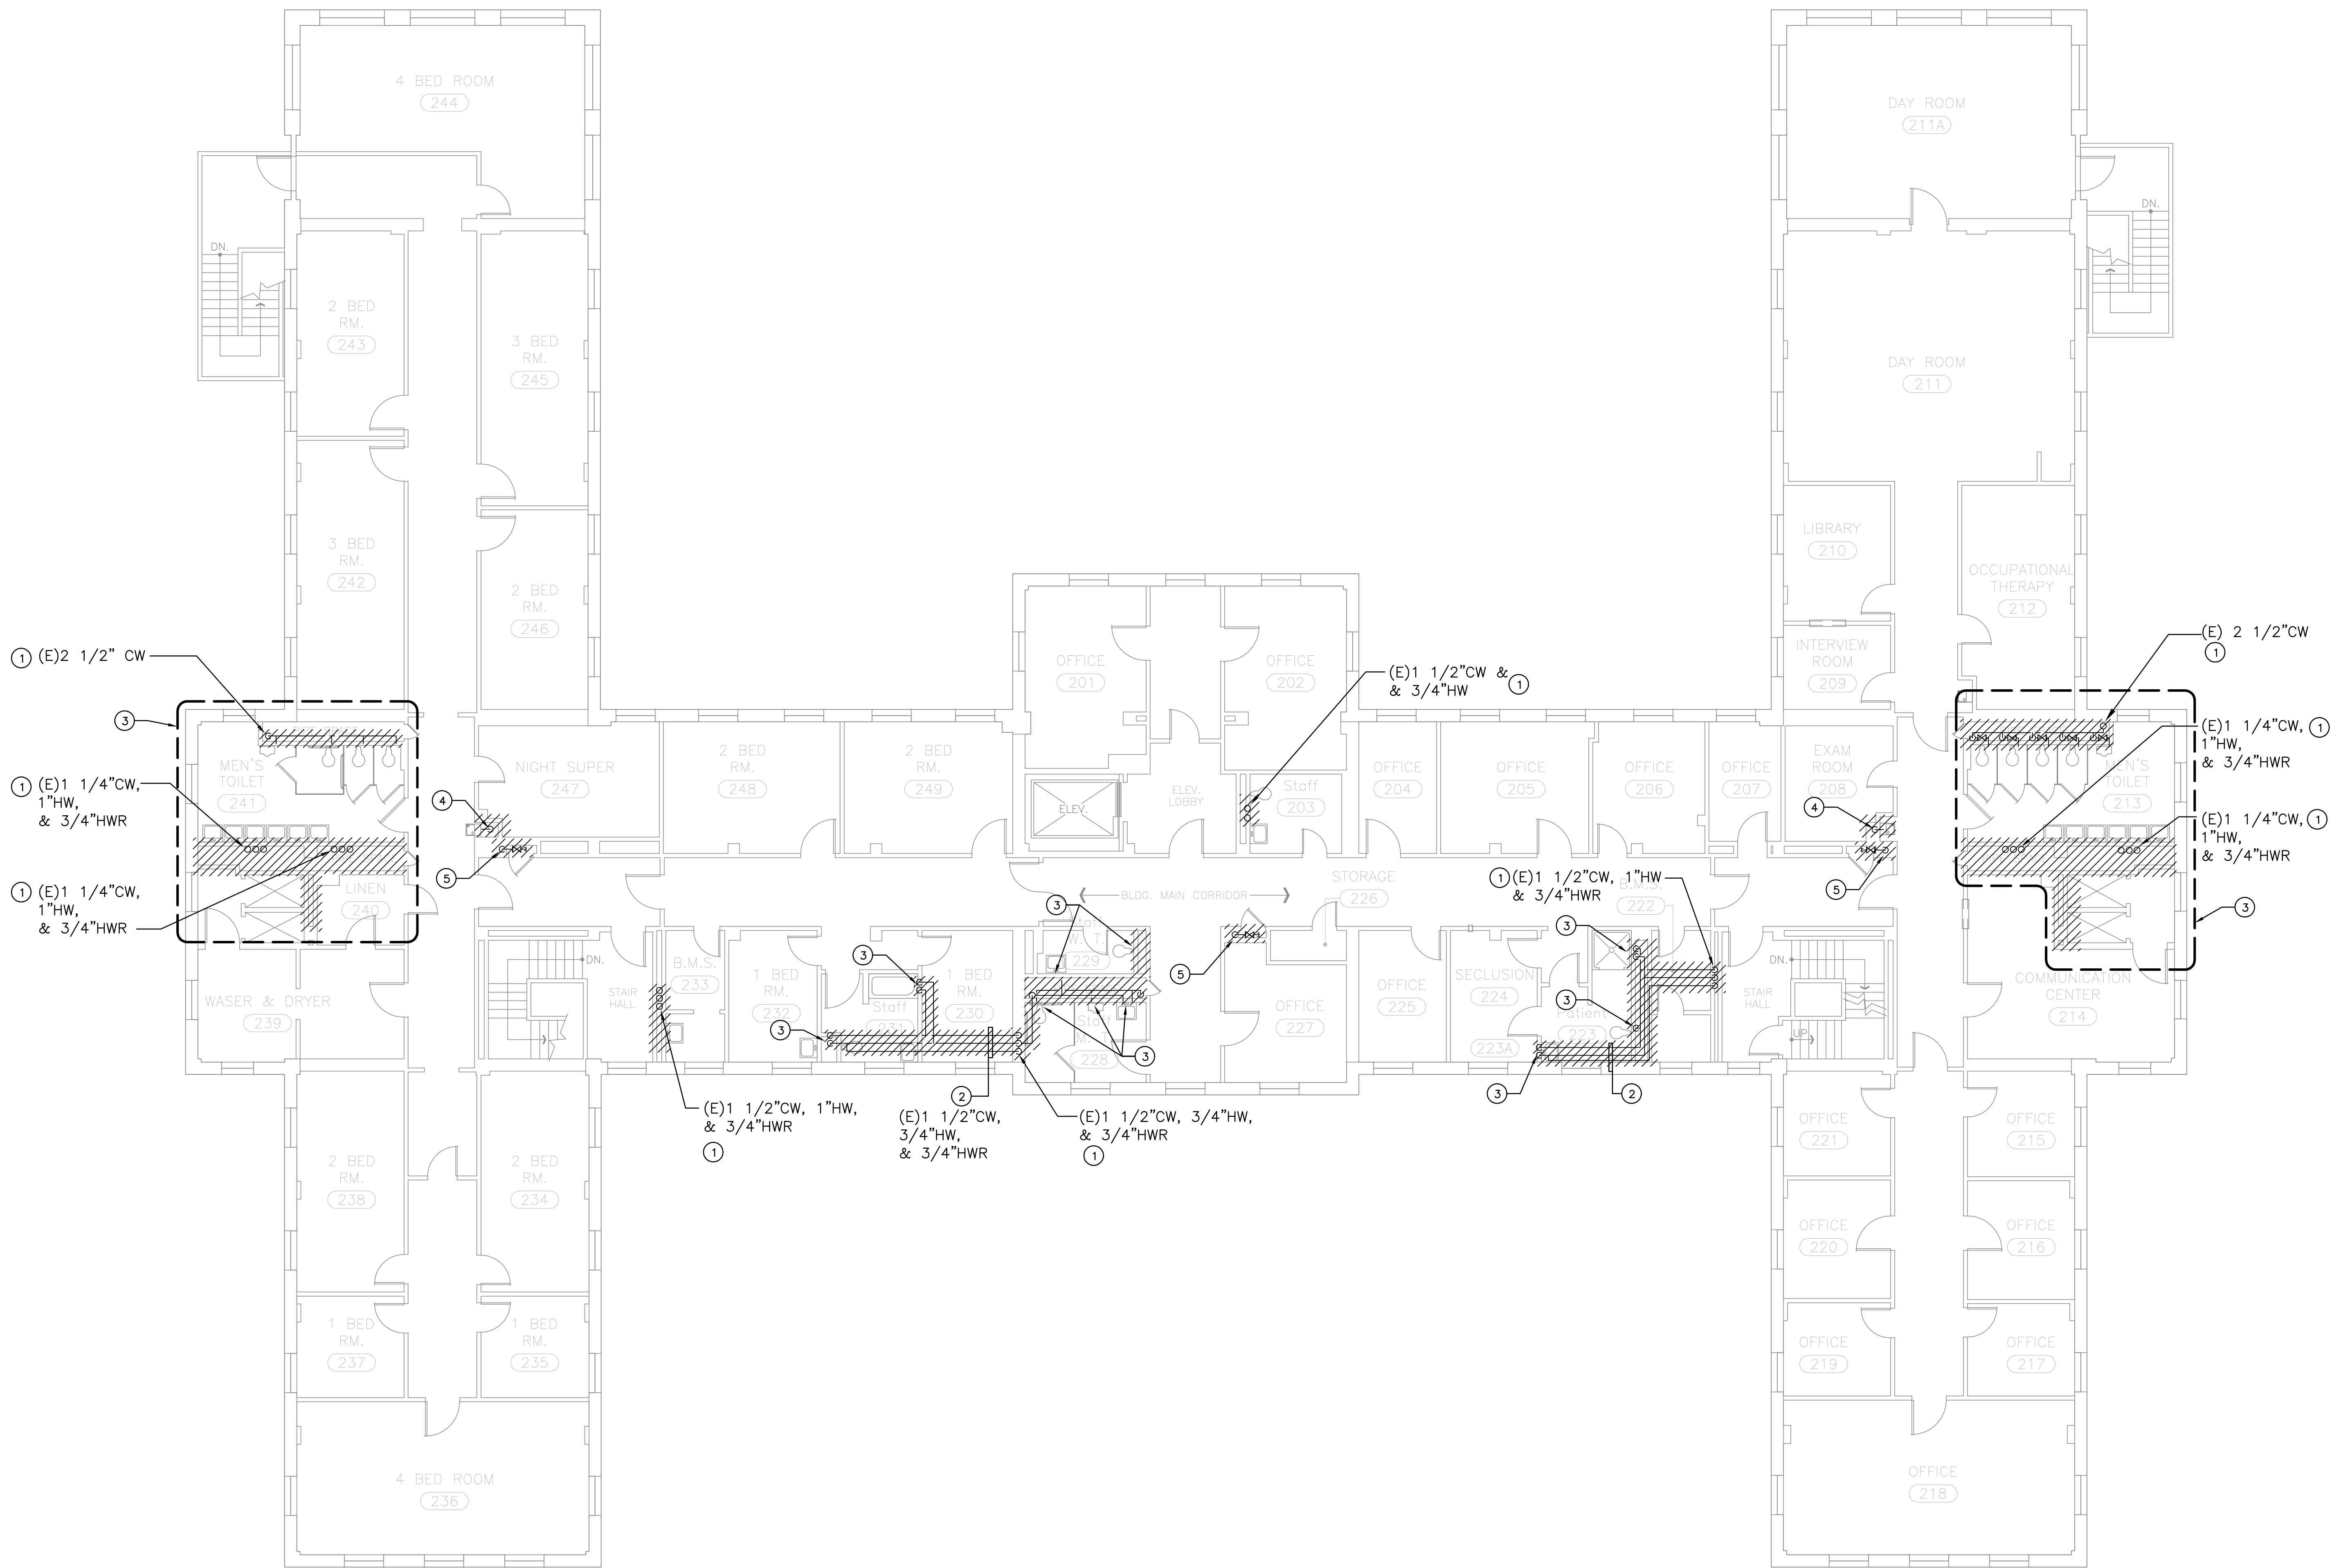 4 BED ROOM
244
DAY ROOM
211A
DN.
DN.
2 BED
RM.
243
3 BED
RM.
245
DAY ROOM
211
3 BED
RM.
242
2 BED
RM.
246
LIBRARY
210
OCCUPATIONAL
THERAPY
212
INTERVIEW
ROOM
209
OFFICE
201
OFFICE
202
1 (E)2 1/2" CW
(E)1 1/2"CW & 1
& 3/4"HW
(E) 2 1/2"CW
1
3
MEN'S
TOILET
241
1 (E)1 1/4"CW,
1"HW,
& 3/4"HWR
1 (E)1 1/4"CW,
1"HW,
& 3/4"HWR
LINEN
240
4
5
NIGHT SUPER
247
2 BED
RM.
248
2 BED
RM.
249
ELEV.
ELEV.
LOBBY
Staff
203
OFFICE
204
OFFICE
205
OFFICE
206
OFFICE
207
EXAM
ROOM
208
4
5
MEN'S
TOILET
213
(E)1 1/4"CW, 1
1"HW,
& 3/4"HWR
(E)1 1/4"CW, 1
1"HW,
& 3/4"HWR
3
BLDG. MAIN CORRIDOR
STORAGE
226
1 (E)1 1/2"CW, 1"HW
& 3/4"HWR
B.M.S.
222
WASER & DRYER
239
DN.
STAIR
HALL
B.M.S.
233
1 BED
RM.
232
3
3
Staff
231
1 BED
RM.
230
3
Staff
W. T.
229
Staff
M.
228
3
5
OFFICE
227
OFFICE
225
SECLUSION
224
223A
3
3
Patient
223
3
2
STAIR
HALL
DN.
UP
COMMUNICATION
CENTER
214
(E)1 1/2"CW, 1"HW,
& 3/4"HWR
1
2
(E)1 1/2"CW,
3/4"HW,
& 3/4"HWR
(E)1 1/2"CW, 3/4"HW,
& 3/4"HWR
1
2 BED
RM.
238
2 BED
RM.
234
OFFICE
221
OFFICE
215
OFFICE
220
OFFICE
216
1 BED
RM.
237
1 BED
RM.
235
OFFICE
219
OFFICE
217
4 BED ROOM
236
OFFICE
218